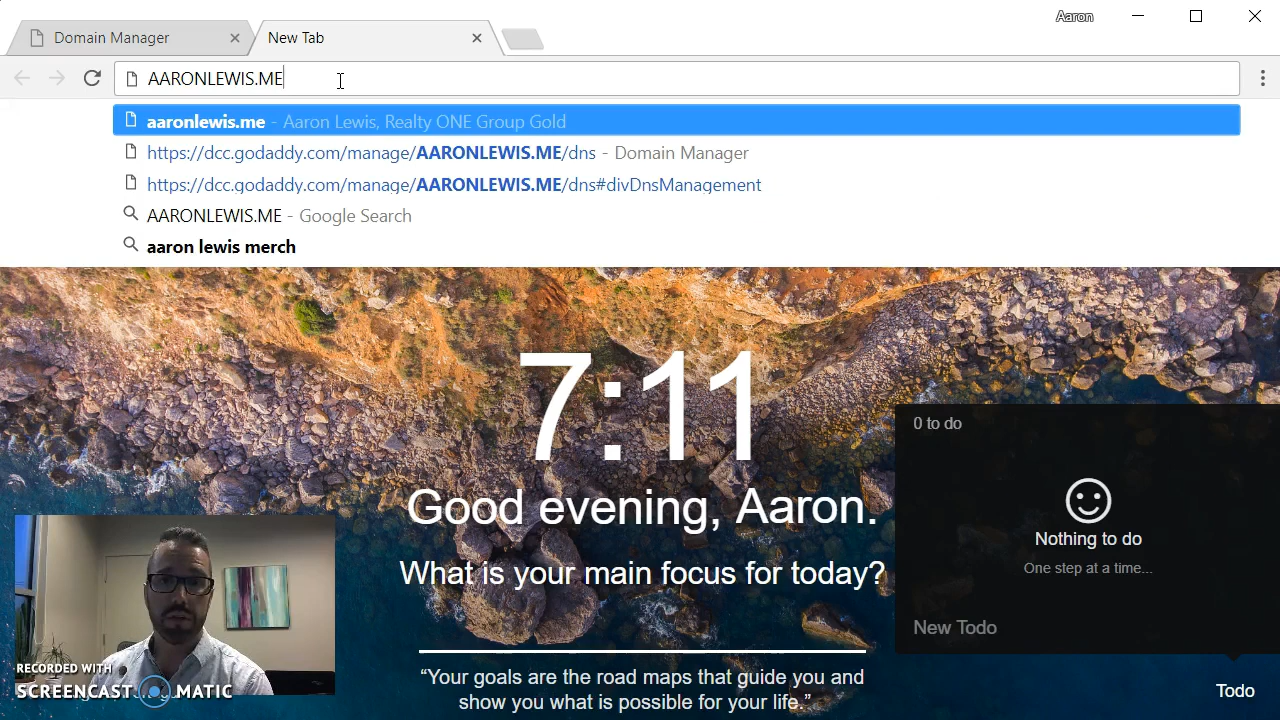 Aaron
Domain Manager
New Tab
AARONLEWIS.ME
aaronlewis.me - Aaron Lewis, Realty ONE Group Gold
https://dcc.godaddy.com/manage/AARONLEWIS.ME/dns - Domain Manager
https://dcc.godaddy.com/manage/AARONLEWIS.ME/dns#divDnsManagement
AARONLEWIS.ME - Google Search
aaron lewis merch
7:11
Good evening, Aaron.
What is your main focus for today?
“Your goals are the road maps that guide you and
show you what is possible for your life.”
0 to do
Nothing to do
One step at a time...
New Todo
Todo
RECORDED WITH
SCREENCAST-O-MATIC